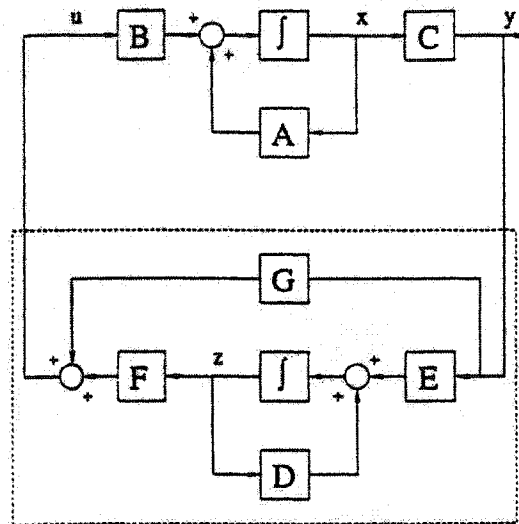 u B + + ∫ x C y
A
G
+ + F z ∫ + + E
D